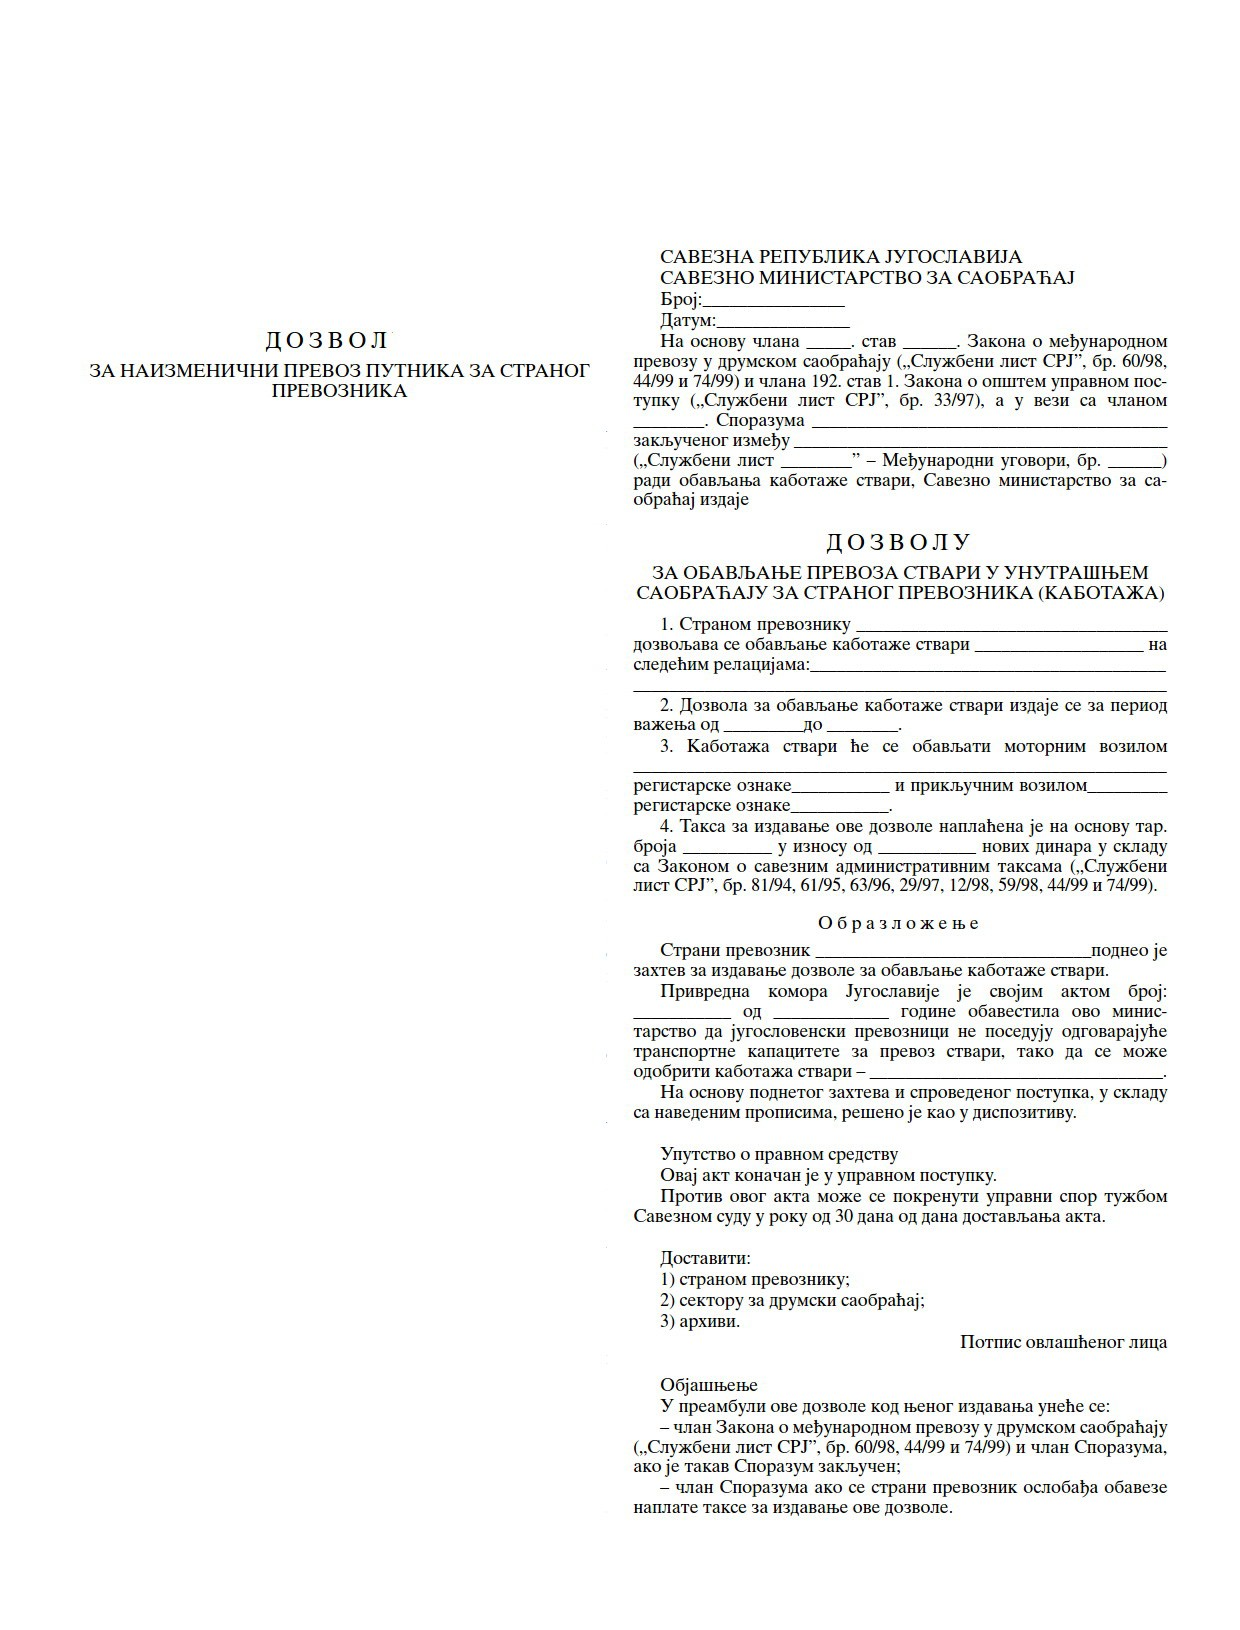 ДОЗВОЛ
ЗА НАИЗМЕНИЧНИ ПРЕВОЗ ПУТНИКА ЗА СТРАНОГ
ПРЕВОЗНИКА
САВЕЗНА РЕПУБЛИКА ЈУГОСЛАВИЈА
САВЕЗНО МИНИСТАРСТВО ЗА САОБРАЋАЈ
Број:________________
Датум:_______________
На основу члана _____. став ______. Закона о међународном
превозу у друмском саобраћају („Службени лист СРЈ”, бр. 60/98,
44/99 и 74/99) и члана 192. став 1. Закона о општем управном пос-
тупку („Службени лист СРЈ”, бр. 33/97), а у вези са чланом
________. Споразума ________________________________________
закљученог између __________________________________________
(„Службени лист ________” – Међународни уговори, бр. ______)
ради обављања каботаже ствари, Савезно министарство за са-
обраћај издаје
ДОЗВОЛУ
ЗА ОБАВЉАЊЕ ПРЕВОЗА СТВАРИ У УНУТРАШЊЕМ
САОБРАЋАЈУ ЗА СТРАНОГ ПРЕВОЗНИКА (КАБОТАЖА)
1. Страном превознику ___________________________________
дозвољава се обављање каботаже ствари ___________________ на
следећим релацијама:________________________________________
____________________________________________________________
2. Дозвола за обављање каботаже ствари издаје се за период
важења од _________до ________.
3. Каботажа ствари ће се обављати моторним возилом
____________________________________________________________
регистарске ознаке___________ и прикључним возилом_________
регистарске ознаке___________.
4. Такса за издавање ове дозволе наплаћена је на основу тар.
броја __________ у износу од ___________ нових динара у складу
са Законом о савезним административним таксама („Службени
лист СРЈ”, бр. 81/94, 61/95, 63/96, 29/97, 12/98, 59/98, 44/99 и 74/99).
Образложење
Страни превозник _______________________________поднео је
захтев за издавање дозволе за обављање каботаже ствари.
Привредна комора Југославије је својим актом број:
___________ од _____________ године обавестила ово минис-
тарство да југословенски превозници не поседују одговарајуће
транспортне капацитете за превоз ствари, тако да се може
одобрити каботажа ствари – _________________________________.
На основу поднетог захтева и спроведеног поступка, у складу
са наведеним прописима, решено је као у диспозитиву.
Упутство о правном средству
Овај акт коначан је у управном поступку.
Против овог акта може се покренути управни спор тужбом
Савезном суду у року од 30 дана од дана достављања акта.
Доставити:
1) страном превознику;
2) сектору за друмски саобраћај;
3) архиви.
Потпис овлашћеног лица
Објашњење
У преамбули ове дозволе код њеног издавања унеће се:
– члан Закона о међународном превозу у друмском саобраћају
(„Службени лист СРЈ”, бр. 60/98, 44/99 и 74/99) и члан Споразума,
ако је такав Споразум закључен;
– члан Споразума ако се страни превозник ослобађа обавезе
наплате таксе за издавање ове дозволе.